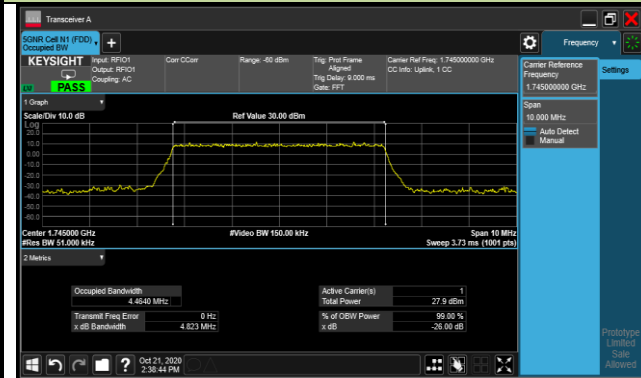 Transceiver A
5GNR Cell N1 (FDD)
Occupied BW
Frequency
KEYSIGHT
PASS
Input: RFIO1
Output: RFIO1
Coupling: AC
Corr CCorr
Range: -60 dBm
Trig: Prot Frame
Aligned
Trig Delay: 9.000 ms
Gate: FFT
Carrier Ref Freq: 1.745000000 GHz
CC Info: Uplink, 1 CC
Carrier Reference
Frequency
1.745000000 GHz
Settings
Span
10.000 MHz
Auto Detect
Manual
1 Graph
Scale/Div 10.0 dB
Ref Value 30.00 dBm
Log
20.0
10.0
0.00
-10.0
-20.0
-30.0
-40.0
-50.0
-60.0
Center 1.745000 GHz
#Video BW 150.00 kHz
Span 10 MHz
#Res BW 51.000 kHz
Sweep 3.73 ms (1001 pts)
2 Metrics
Occupied Bandwidth
4.4640 MHz
Active Carrier(s) 1
Total Power 27.9 dBm
Transmit Freq Error 0 Hz
x dB Bandwidth 4.823 MHz
% of OBW Power 99.00 %
x dB -26.00 dB
Prototype
Limited
Sale
Allowed
?
Oct 21, 2020
2:38:44 PM